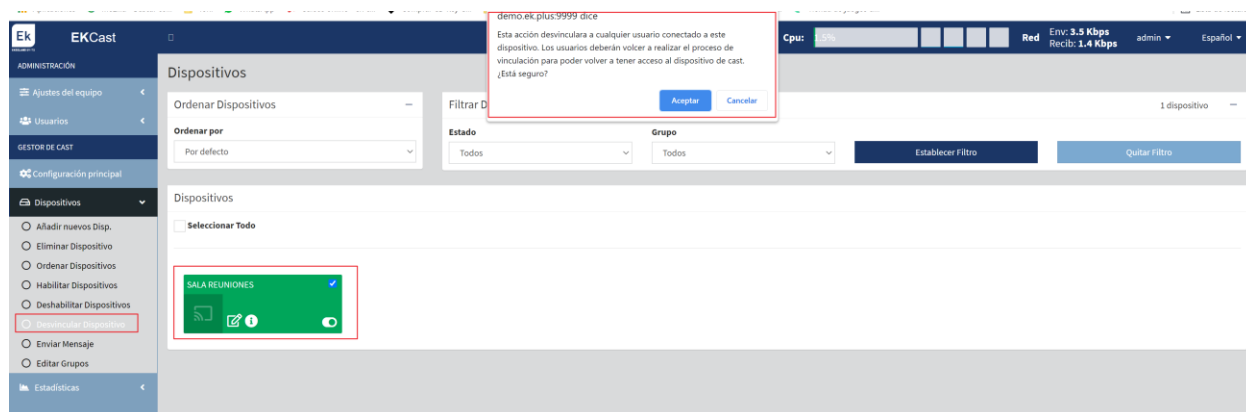 demo.ek.plus:9999 dice
Esta acción desvinculara a cualquier usuario conectado a este
dispositivo. Los usuarios deberán volcer a realizar el proceso de
vinculación para poder volver a tener acceso al dispositivo de cast.
¿Está seguro?
Aceptar Cancelar
Ek EKCast
Cpu: 1.5% Red Env: 3.5 Kbps
Recib: 1.4 Kbps
admin Español
ADMINISTRACIÓN
Ajustes del equipo
Usuarios
GESTOR DE CAST
Configuración principal
Dispositivos
Añadir nuevos Disp.
Eliminar Dispositivo
Ordenar Dispositivos
Habilitar Dispositivos
Deshabilitar Dispositivos
Desvincular Dispositivo
Enviar Mensaje
Editar Grupos
Estadísticas
Dispositivos
Ordenar Dispositivos
Ordenar por
Por defecto
Filtrar D
1 dispositivo
Estado Grupo
Todos Todos
Establecer Filtro Quitar Filtro
Dispositivos
Seleccionar Todo
SALA REUNIONES